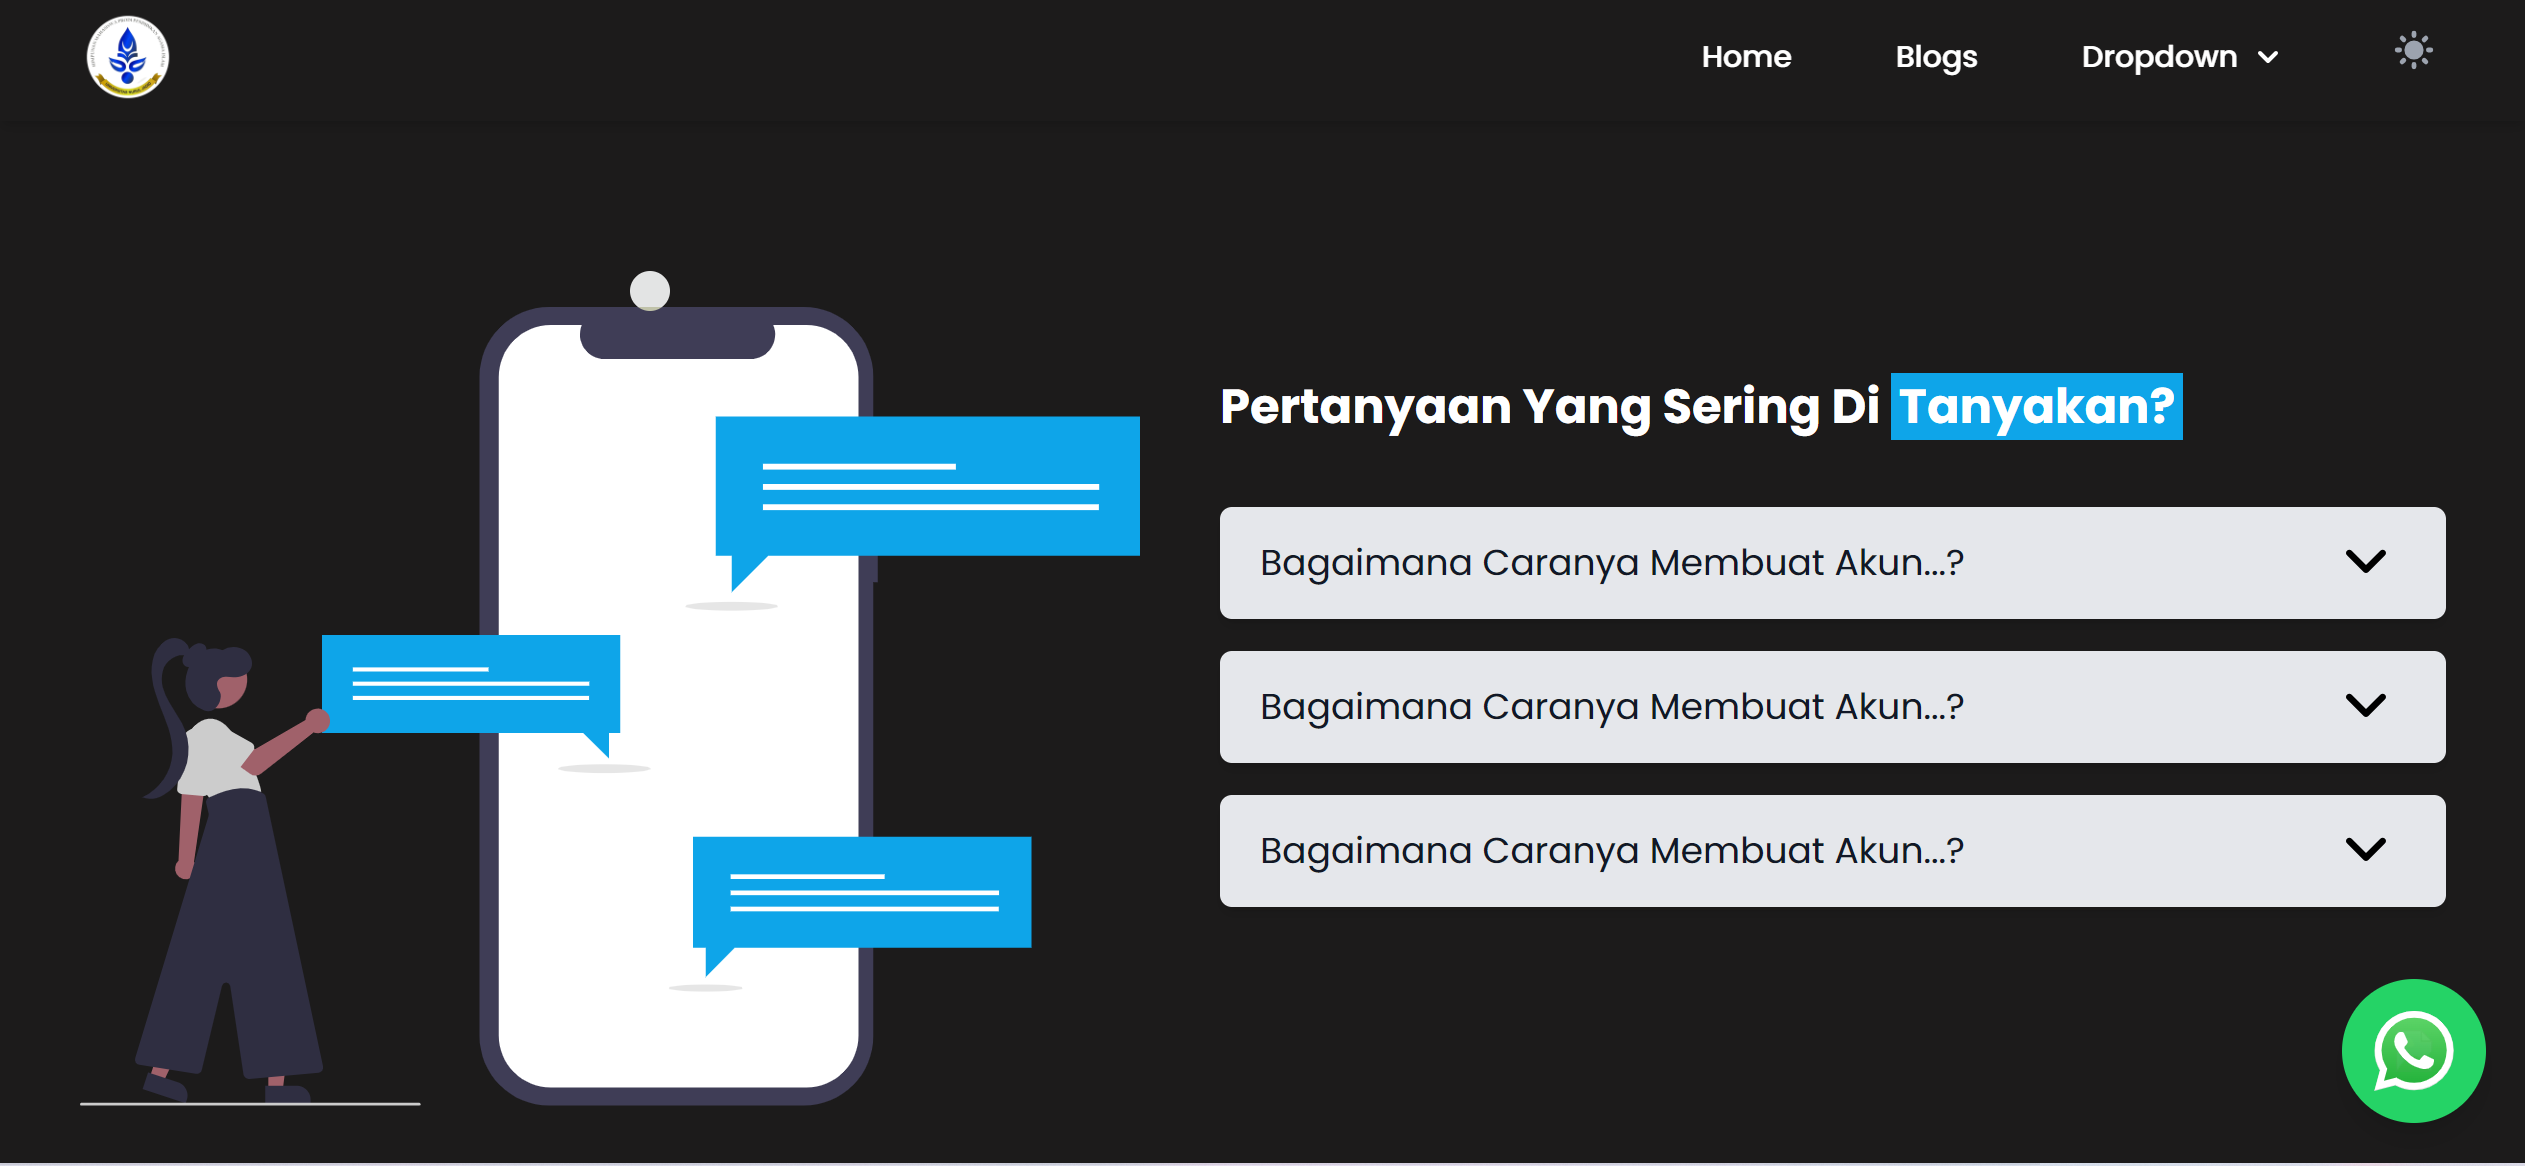 Home
Blogs
Dropdown
Pertanyaan Yang Sering Di Tanyakan?
Bagaimana Caranya Membuat Akun...?
Bagaimana Caranya Membuat Akun...?
Bagaimana Caranya Membuat Akun...?